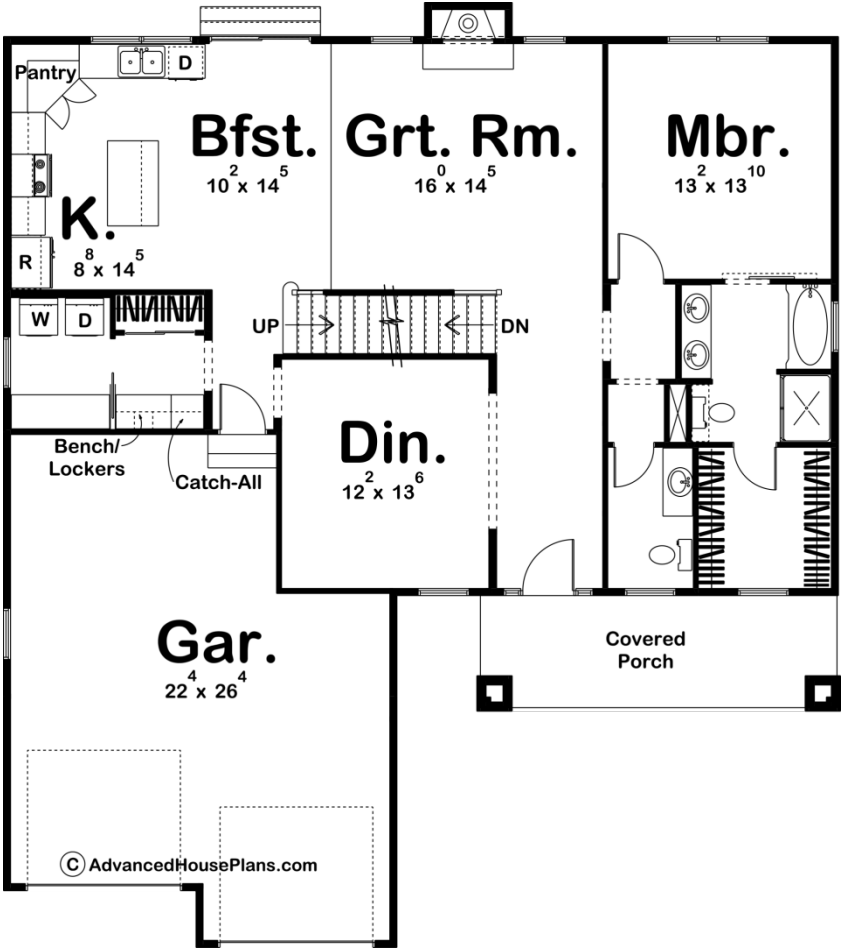 Pantry
D
Bfst.
10² x 14⁵
Grt. Rm.
16⁰ x 14⁵
Mbr.
13² x 13¹⁰
K.
8⁸ x 14⁵
R
W
D
UP
DN
Bench/
Lockers
Catch-All
Din.
12² x 13⁶
Gar.
22⁴ x 26⁴
Covered
Porch
© AdvancedHousePlans.com